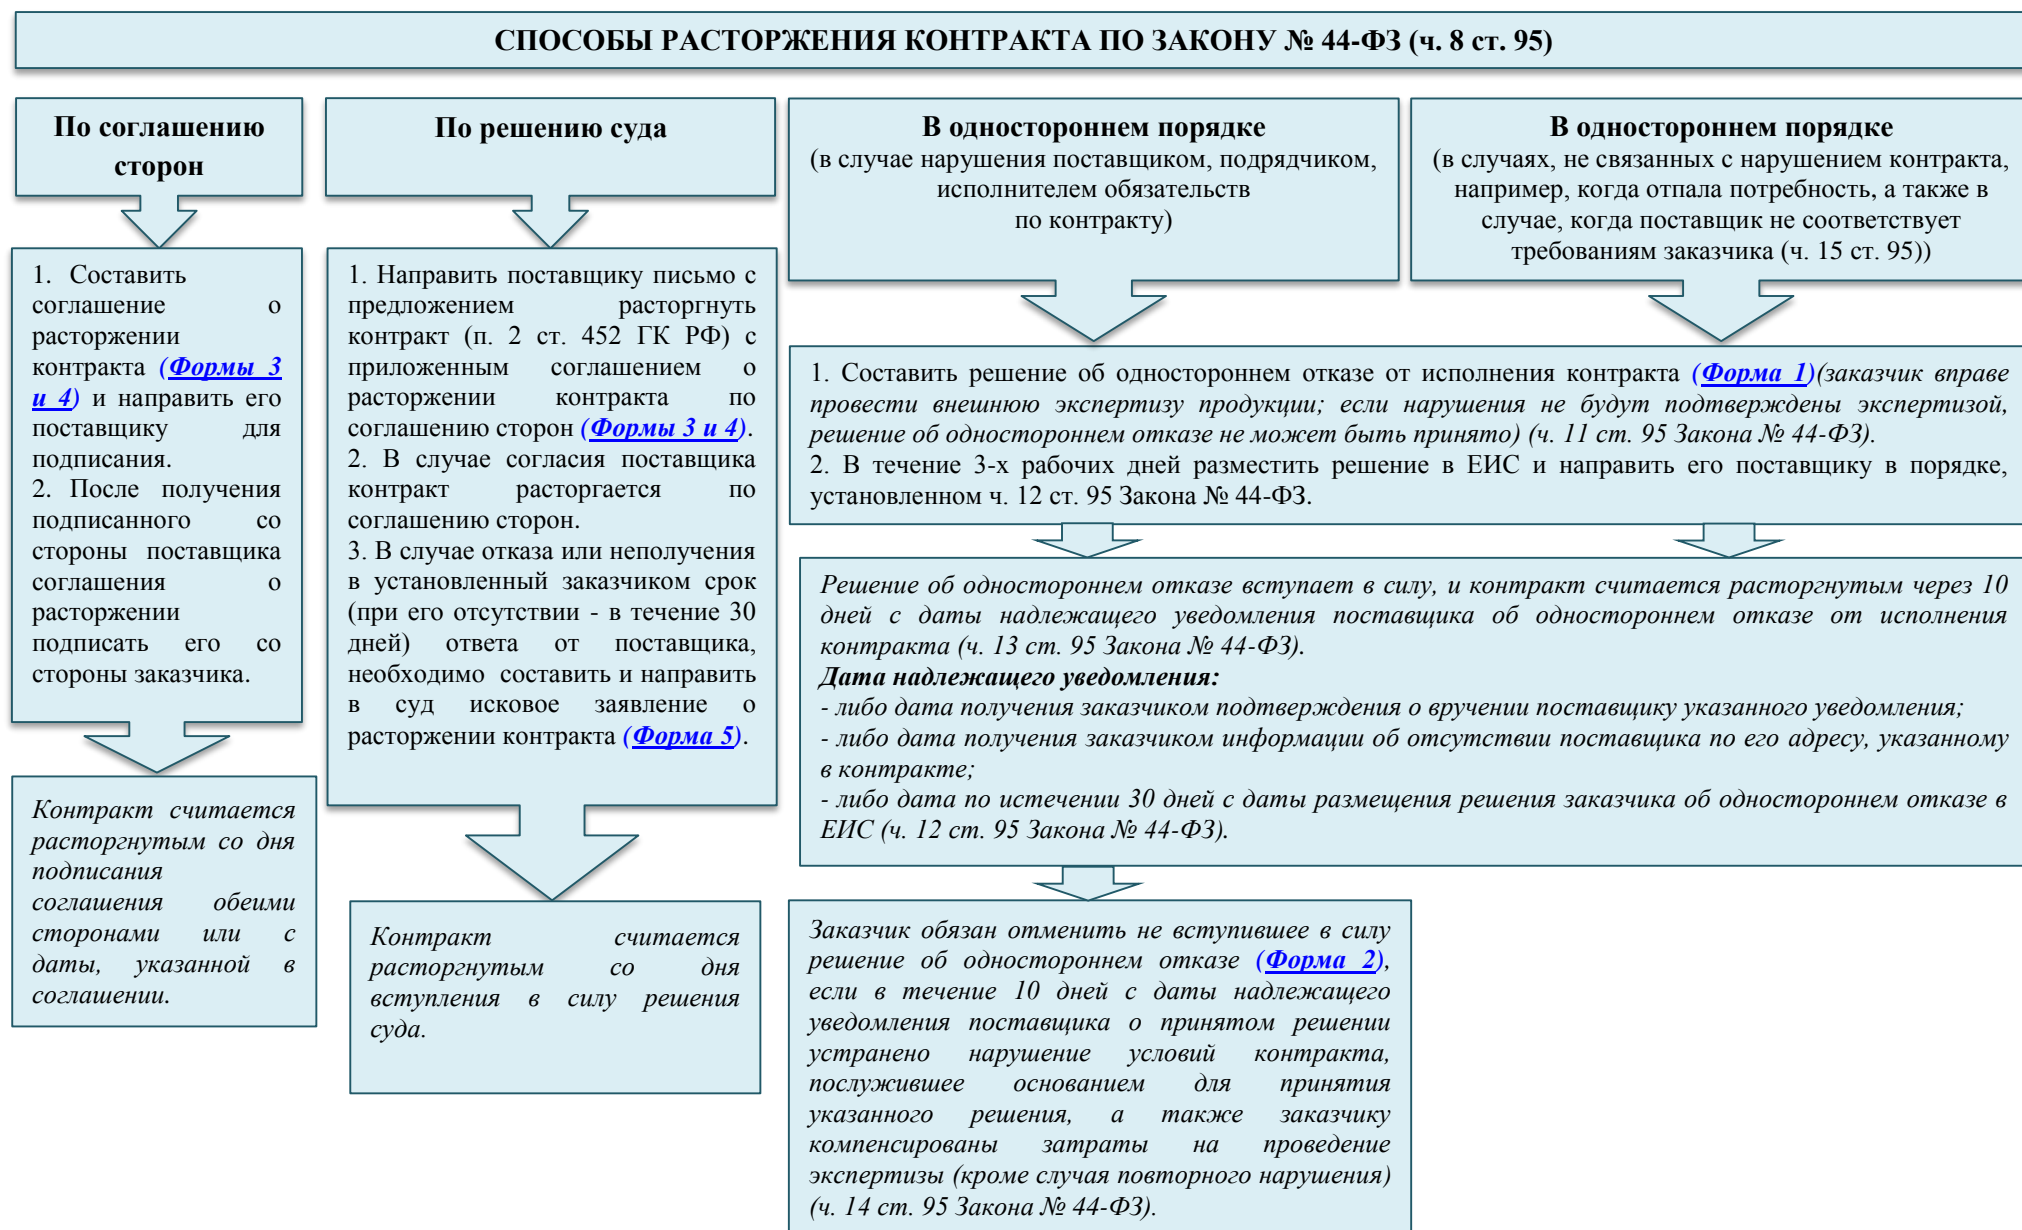 СПОСОБЫ РАСТОРЖЕНИЯ КОНТРАКТА ПО ЗАКОНУ № 44-ФЗ (ч. 8 ст. 95)
По соглашению
сторон
1. Составить
соглашение о
расторжении
контракта (Формы 3
и 4) и направить его
поставщику для
подписания.
2. После получения
подписанного со
стороны поставщика
соглашения о
расторжении
подписать его со
стороны заказчика.
Контракт считается
расторгнутым со дня
подписания
соглашения обеими
сторонами или с
даты, указанной в
соглашении.
По решению суда
1. Направить поставщику письмо с
предложением расторгнуть
контракт (п. 2 ст. 452 ГК РФ) с
приложенным соглашением о
расторжении контракта по
соглашению сторон (Формы 3 и 4).
2. В случае согласия поставщика
контракт расторгается по
соглашению сторон.
3. В случае отказа или неполучения
в установленный заказчиком срок
(при его отсутствии - в течение 30
дней) ответа от поставщика,
необходимо составить и направить
в суд исковое заявление о
расторжении контракта (Форма 5).
Контракт считается
расторгнутым со дня
вступления в силу решения
суда.
В одностороннем порядке
(в случае нарушения поставщиком, подрядчиком,
исполнителем обязательств
по контракту)
В одностороннем порядке
(в случаях, не связанных с нарушением контракта,
например, когда отпала потребность, а также в
случае, когда поставщик не соответствует
требованиям заказчика (ч. 15 ст. 95))
1. Составить решение об одностороннем отказе от исполнения контракта (Форма 1)(заказчик вправе
провести внешнюю экспертизу продукции; если нарушения не будут подтверждены экспертизой,
решение об одностороннем отказе не может быть принято) (ч. 11 ст. 95 Закона № 44-ФЗ).
2. В течение 3-х рабочих дней разместить решение в ЕИС и направить его поставщику в порядке,
установленном ч. 12 ст. 95 Закона № 44-ФЗ.
Решение об одностороннем отказе вступает в силу, и контракт считается расторгнутым через 10
дней с даты надлежащего уведомления поставщика об одностороннем отказе от исполнения
контракта (ч. 13 ст. 95 Закона № 44-ФЗ).
Дата надлежащего уведомления:
- либо дата получения заказчиком подтверждения о вручении поставщику указанного уведомления;
- либо дата получения заказчиком информации об отсутствии поставщика по его адресу, указанному
в контракте;
- либо дата по истечении 30 дней с даты размещения решения заказчика об одностороннем отказе в
ЕИС (ч. 12 ст. 95 Закона № 44-ФЗ).
Заказчик обязан отменить не вступившее в силу
решение об одностороннем отказе (Форма 2),
если в течение 10 дней с даты надлежащего
уведомления поставщика о принятом решении
устранено нарушение условий контракта,
послужившее основанием для принятия
указанного решения, а также заказчику
компенсированы затраты на проведение
экспертизы (кроме случая повторного нарушения)
(ч. 14 ст. 95 Закона № 44-ФЗ).